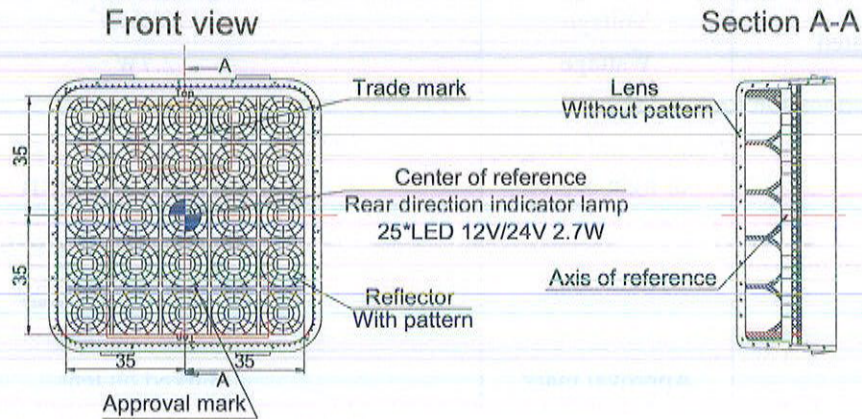 Front view
Section A-A
A
Top
Trade mark
Lens
Without pattern
35
Center of reference
Rear direction indicator lamp
25*LED 12V/24V 2.7W
35
Axis of reference
Reflector
With pattern
35
35
A
Approval mark